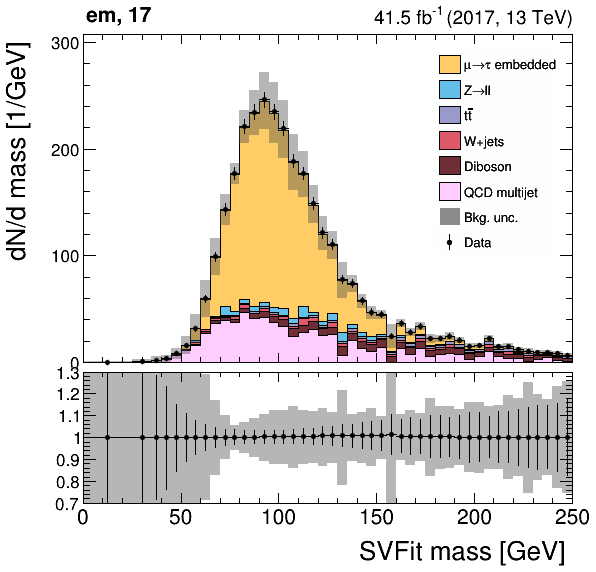 em, 17
41.5 fb⁻¹ (2017, 13 TeV)
dN/d mass [1/GeV]
300
200
100
0
μ→τ embedded
Z→ll
tt̄
W+jets
Diboson
QCD multijet
Bkg. unc.
Data
1.3
1.2
1.1
1
0.9
0.8
0.7
0 50 100 150 200 250
SVFit mass [GeV]